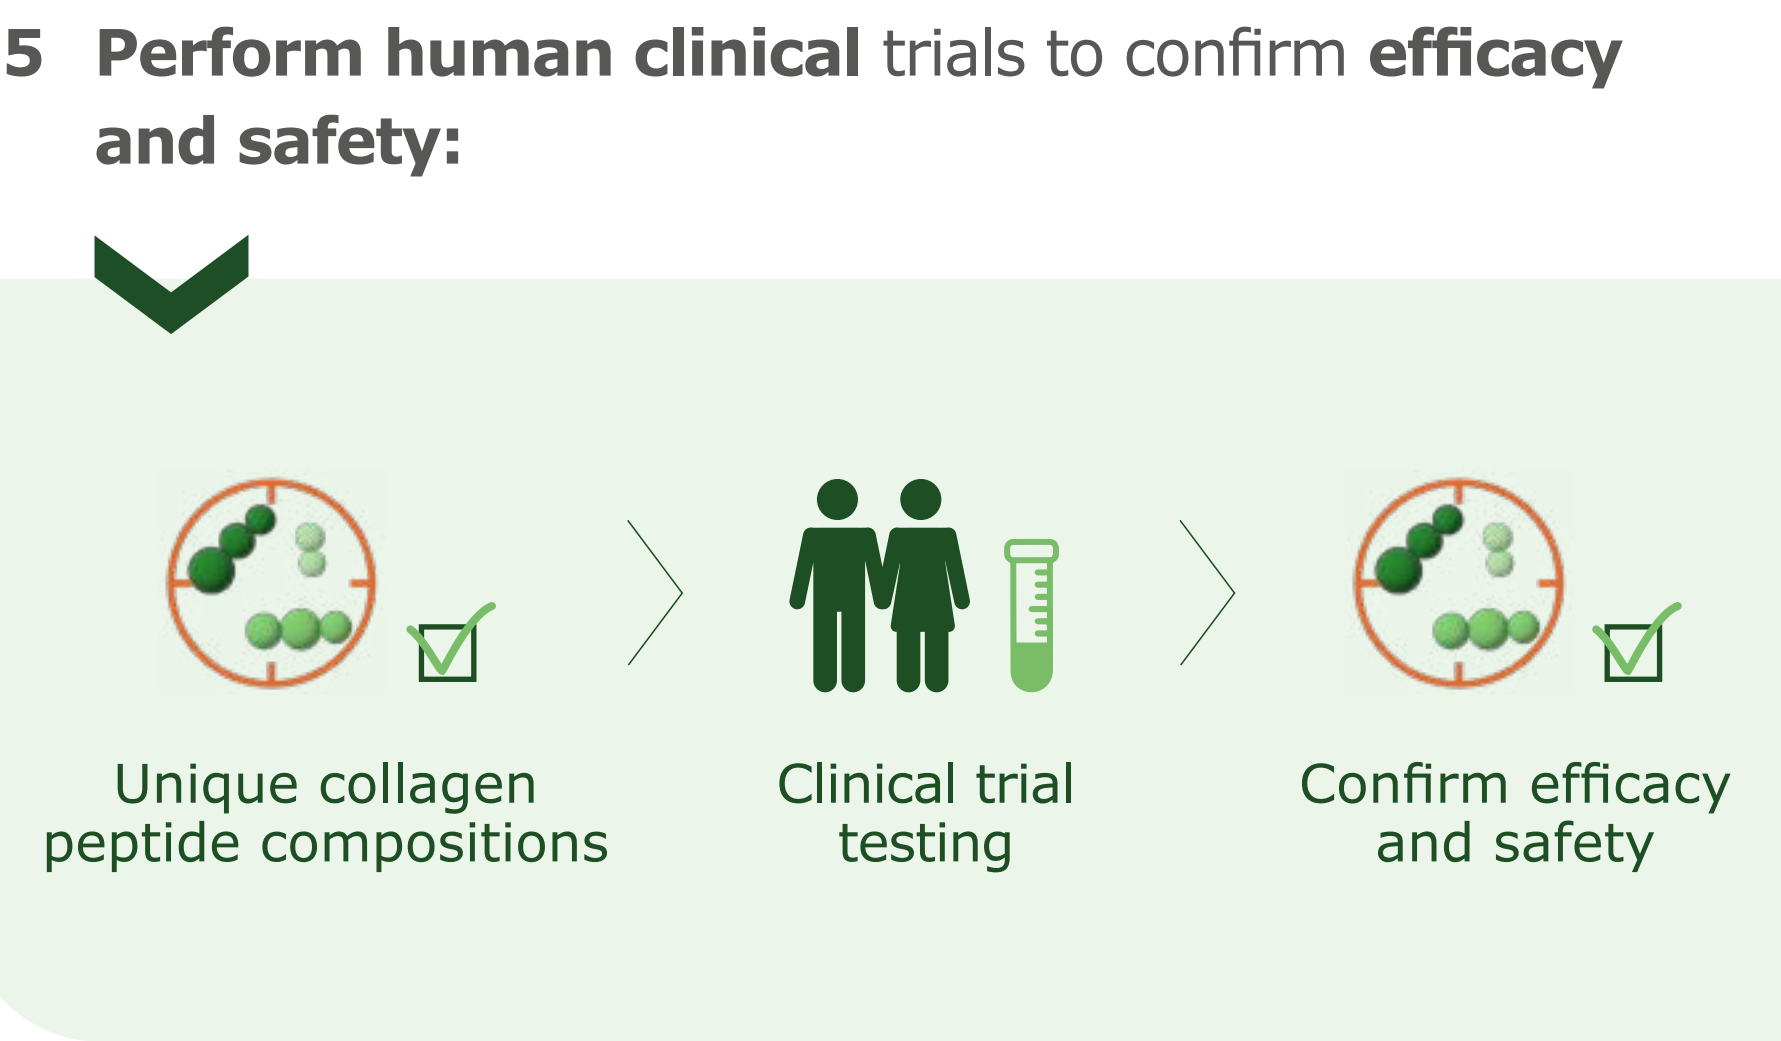 5 Perform human clinical trials to confirm efficacy
and safety:
Unique collagen
peptide compositions
Clinical trial
testing
Confirm efficacy
and safety